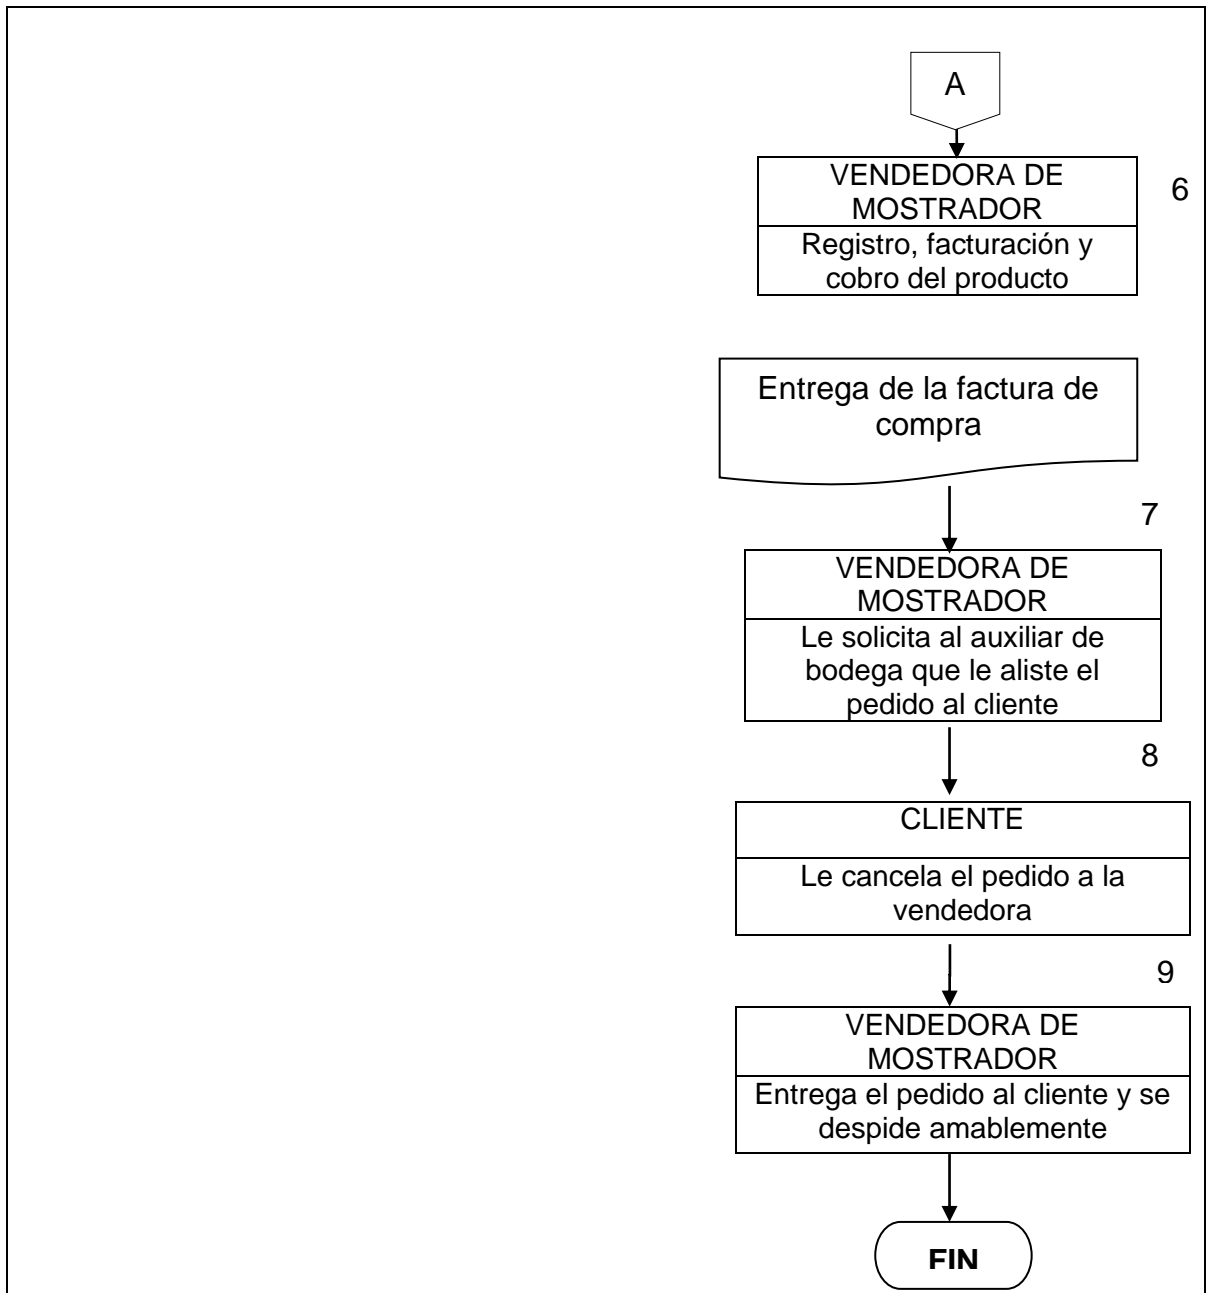 A
VENDEDORA DE
MOSTRADOR
6
Registro, facturación y
cobro del producto
Entrega de la factura de
compra
7
VENDEDORA DE
MOSTRADOR
Le solicita al auxiliar de
bodega que le aliste el
pedido al cliente
8
CLIENTE
Le cancela el pedido a la
vendedora
9
VENDEDORA DE
MOSTRADOR
Entrega el pedido al cliente y se
despide amablemente
FIN